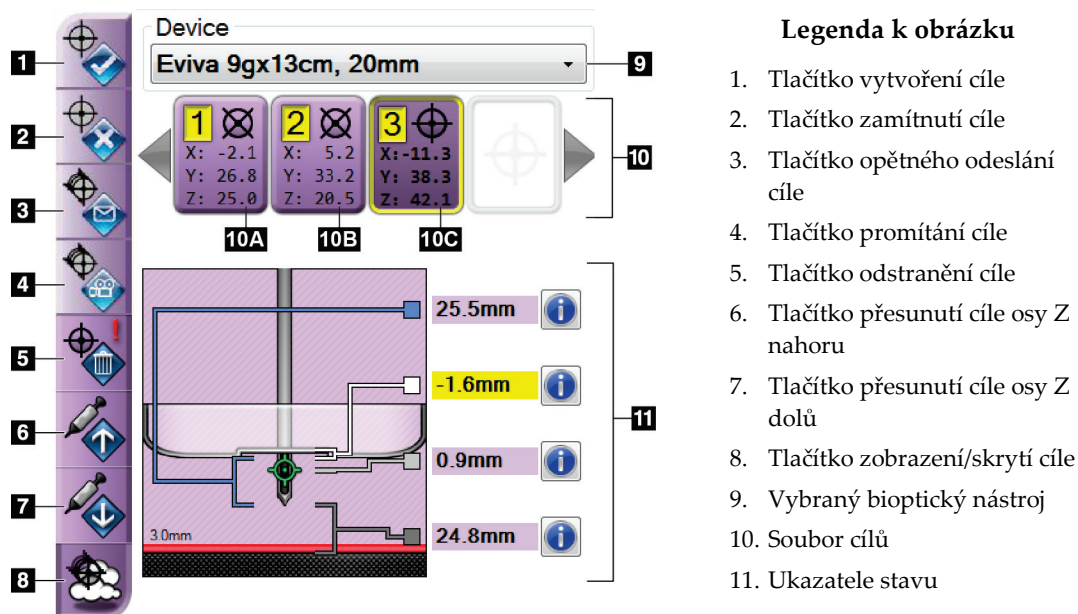 Device
Eviva 9gx13cm, 20mm
1
2
3
4
5
6
7
8
9
10
1
X: -2.1
Y: 26.8
Z: 25.0
2
X: 5.2
Y: 33.2
Z: 20.5
3
X:-11.3
Y: 38.3
Z: 42.1
10A
10B
10C
25.5mm
-1.6mm
0.9mm
24.8mm
3.0mm
11
Legenda k obrázku
1. Tlačítko vytvoření cíle
2. Tlačítko zamítnutí cíle
3. Tlačítko opětného odeslání
cíle
4. Tlačítko promítání cíle
5. Tlačítko odstranění cíle
6. Tlačítko přesunutí cíle osy Z
nahoru
7. Tlačítko přesunutí cíle osy Z
dolů
8. Tlačítko zobrazení/skrytí cíle
9. Vybraný bioptický nástroj
10. Soubor cílů
11. Ukazatele stavu